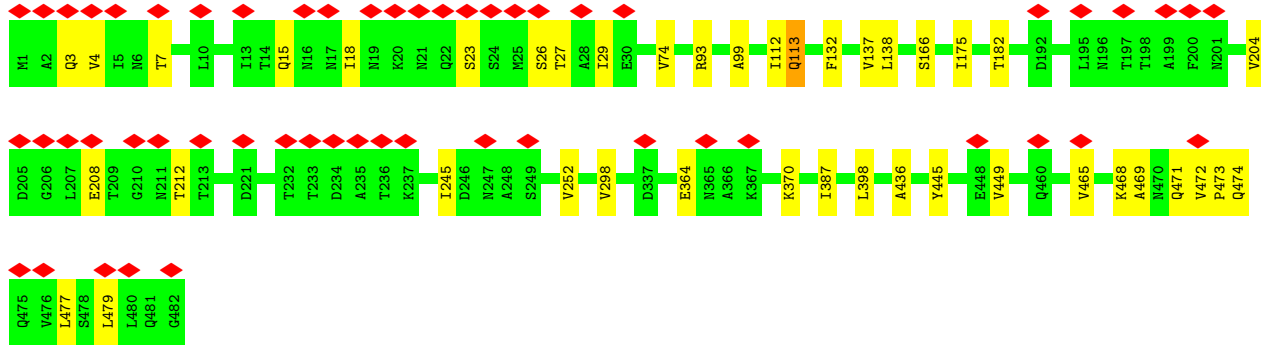 M1 A2 Q3 V4 I5 N6 T7 L10 I13 T14 Q15 N16 N17 I18 N19 K20 N21 Q22 S23 S24 M25 S26 T27 A28 I29 E30 V74 R93 A99 I112 Q113 F132 V137 L138 S166 I175 T182 D192 L195 N196 T197 T198 A199 F200 N201 V204
D205 G206 L207 E208 T209 G210 N211 T212 T213 D221 T232 T233 D234 A235 T236 K237 I245 D246 N247 A248 S249 V252 V298 D337 E364 N365 A366 K367 K370 I387 L398 A436 Y445 E448 V449 Q460 V465 K468 A469 N470 Q471 V472 P473 Q474
Q475 V476 L477 S478 L479 L480 Q481 G482